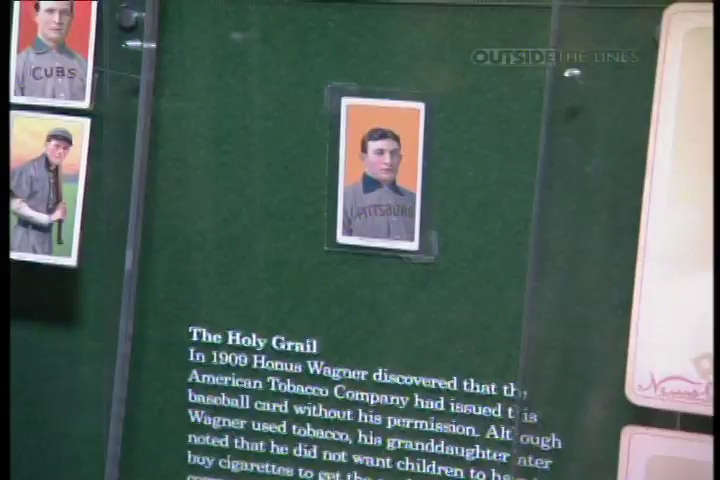 OUTSIDE THE LINES
CUBS
PITTSBURG
The Holy Grail
In 1909 Honus Wagner discovered that the
American Tobacco Company had issued this
baseball card without his permission. Although
Wagner used tobacco, his granddaughter later
noted that he did not want children to have
buy cigarettes to get the